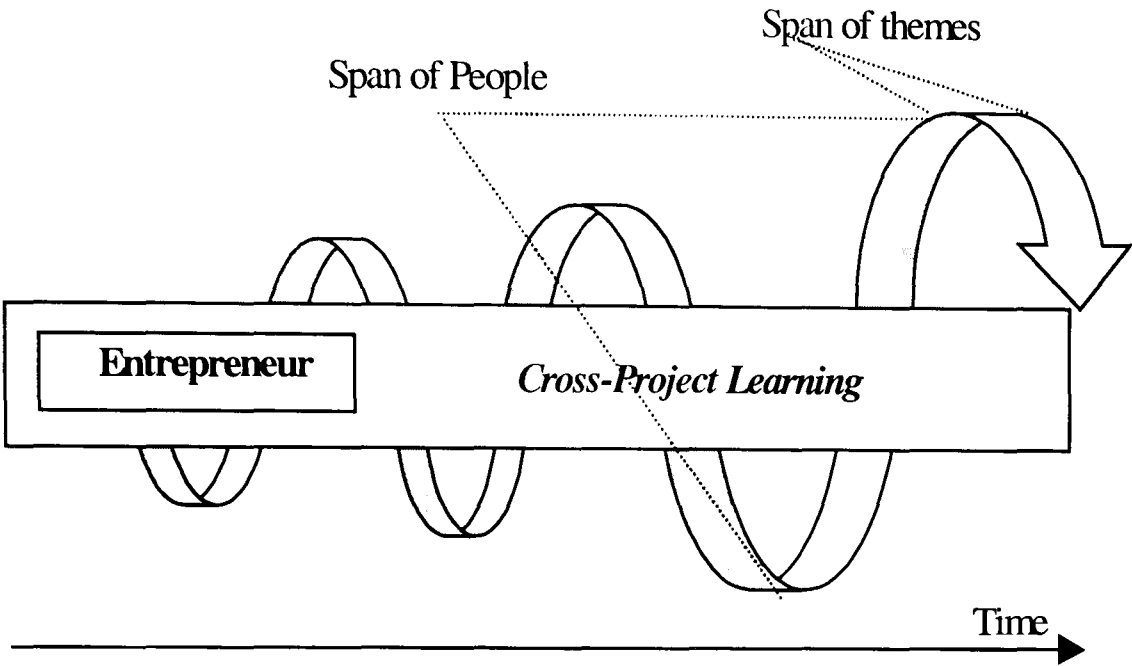 Span of themes
Span of People
Entrepreneur
Cross-Project Learning
Time